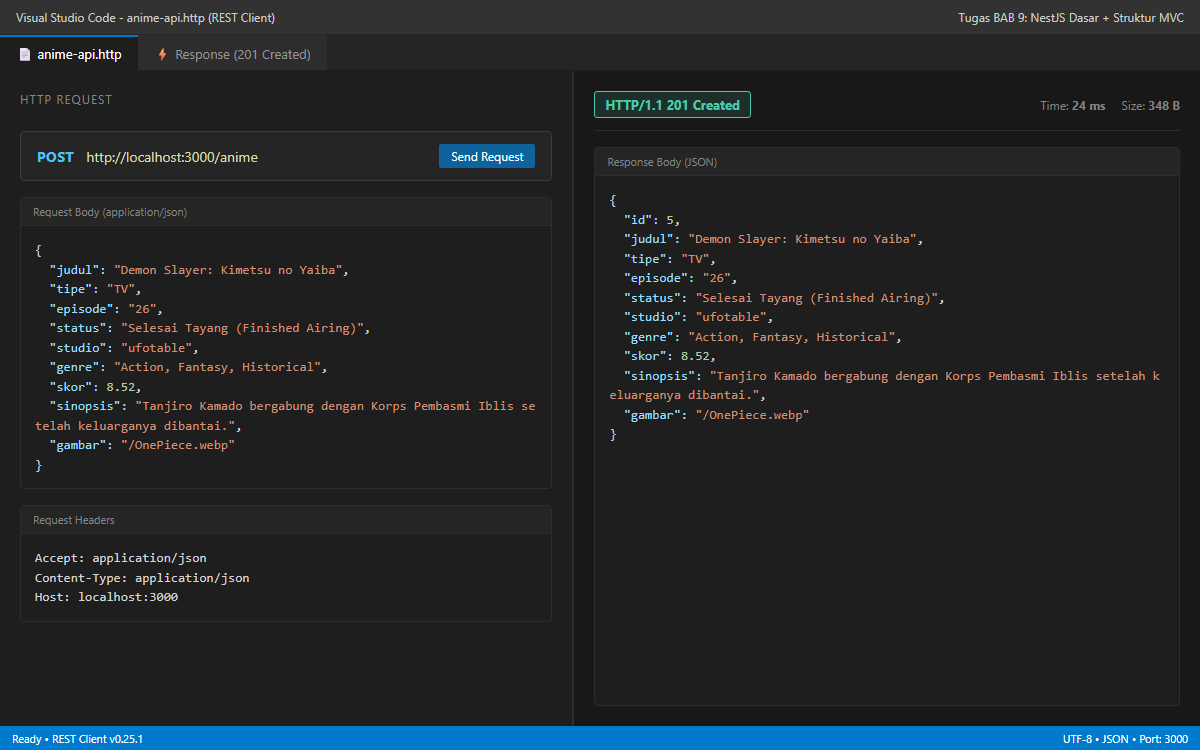 Visual Studio Code - anime-api.http (REST Client)
Tugas BAB 9: NestJS Dasar + Struktur MVC
anime-api.http
Response (201 Created)
HTTP REQUEST
POST http://localhost:3000/anime
Send Request
Request Body (application/json)
{
  "judul": "Demon Slayer: Kimetsu no Yaiba",
  "tipe": "TV",
  "episode": "26",
  "status": "Selesai Tayang (Finished Airing)",
  "studio": "ufotable",
  "genre": "Action, Fantasy, Historical",
  "skor": 8.52,
  "sinopsis": "Tanjiro Kamado bergabung dengan Korps Pembasmi Iblis se
telah keluarganya dibantai.",
  "gambar": "/OnePiece.webp"
}
Request Headers
Accept: application/json
Content-Type: application/json
Host: localhost:3000
HTTP/1.1 201 Created
Time: 24 ms
Size: 348 B
Response Body (JSON)
{
  "id": 5,
  "judul": "Demon Slayer: Kimetsu no Yaiba",
  "tipe": "TV",
  "episode": "26",
  "status": "Selesai Tayang (Finished Airing)",
  "studio": "ufotable",
  "genre": "Action, Fantasy, Historical",
  "skor": 8.52,
  "sinopsis": "Tanjiro Kamado bergabung dengan Korps Pembasmi Iblis setelah k
eluarganya dibantai.",
  "gambar": "/OnePiece.webp"
}
Ready • REST Client v0.25.1
UTF-8 • JSON • Port: 3000